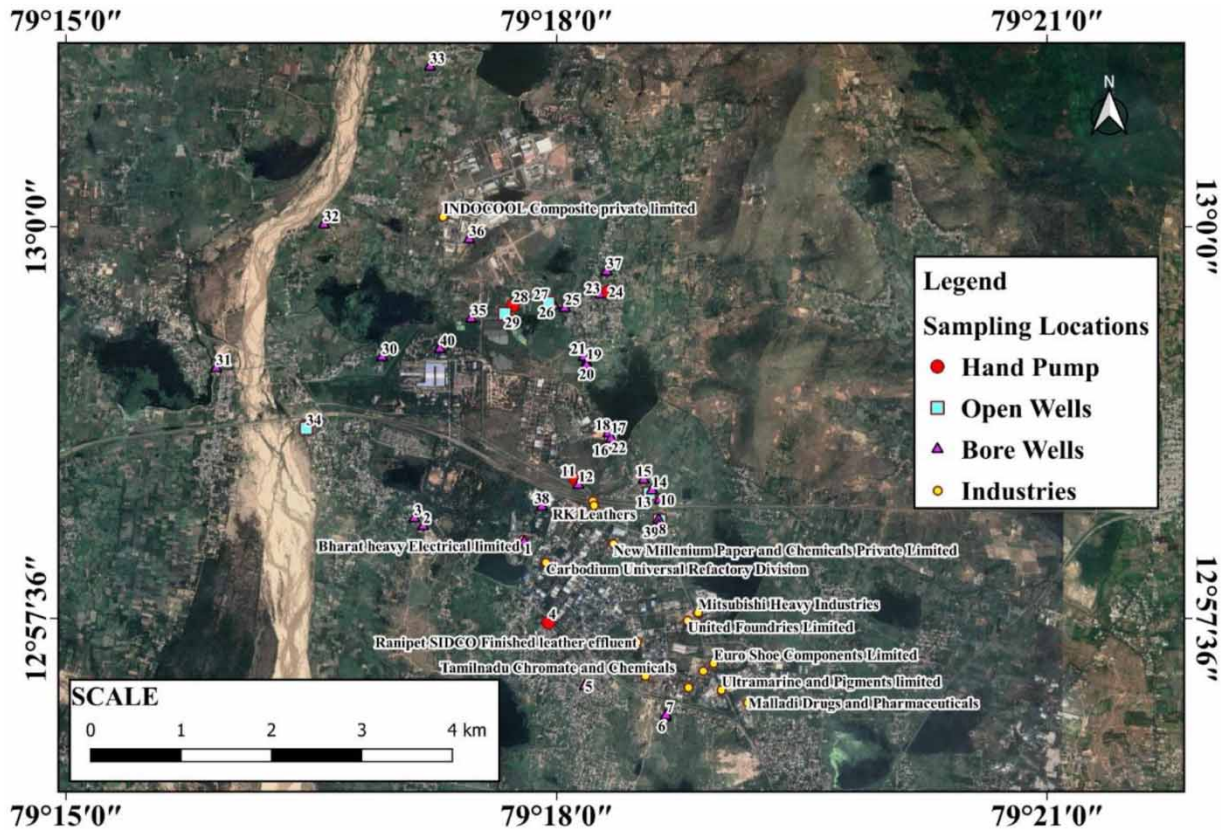 79°15′0″ 79°18′0″ 79°21′0″
33
N
INDOCOOL Composite private limited
13°0′0″
13°0′0″
32
36
37
23 24
27
28
26 25
29
35
Legend
Sampling Locations
Hand Pump
Open Wells
Bore Wells
Industries
30
40
21 19
20
31
34
18 17
16 22
11
12
15
14
13 10
38
RK Leathers
39 8
3 2
Bharat heavy Electrical limited
1
New Millenium Paper and Chemicals Private Limited
Carbodium Universal Refactory Division
12°57′36″
12°57′36″
4
Mitsubishi Heavy Industries
United Foundries Limited
Ranipet SIDCO Finished leather effluent
Euro Shoe Components Limited
Tamilnadu Chromate and Chemicals
5
Ultramarine and Pigments limited
Malladi Drugs and Pharmaceuticals
7
6
SCALE
0 1 2 3 4 km
79°15′0″ 79°18′0″ 79°21′0″